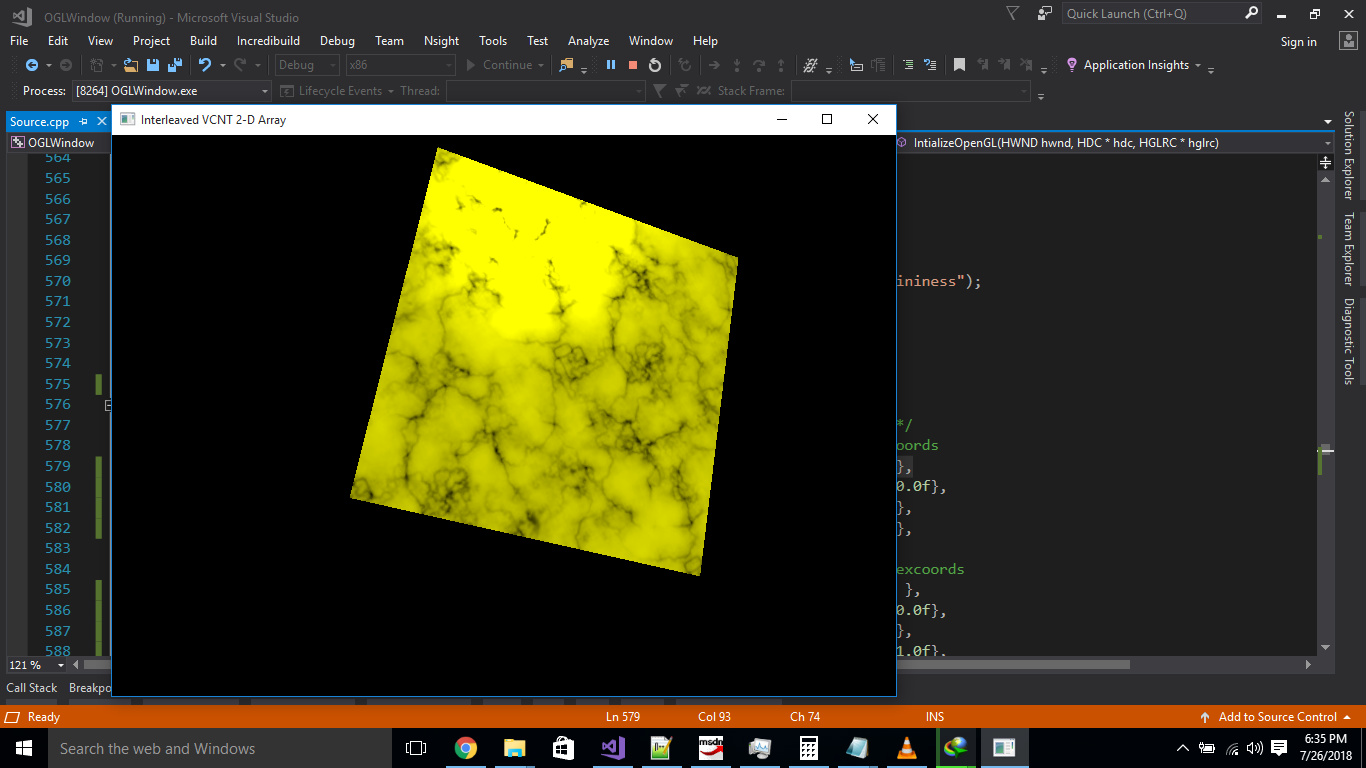 OGLWindow (Running) - Microsoft Visual Studio
Quick Launch (Ctrl+Q)
File Edit View Project Build Incredibuild Debug Team Nsight Tools Test Analyze Window Help
Sign in
Debug x86 Continue Application Insights
Process: [8264] OGLWindow.exe Lifecycle Events Thread: Stack Frame:
Source.cpp
Interleaved VCNT 2-D Array
OGLWindow
IntializeOpenGL(HWND hwnd, HDC * hdc, HGLRC * hglrc)
564
565
566
567
568
569
570 ininess");
571
572
573
574
575
576
577 */
578 oords
579 },
580 0.0f},
581 },
582 },
583
584 excoords
585 },
586 0.0f},
587 },
588 1.0f},
Solution Explorer
Team Explorer
Diagnostic Tools
121 %
Call Stack Breakpo
Ready Ln 579 Col 93 Ch 74 INS Add to Source Control
Search the web and Windows
msdn
6:35 PM
7/26/2018